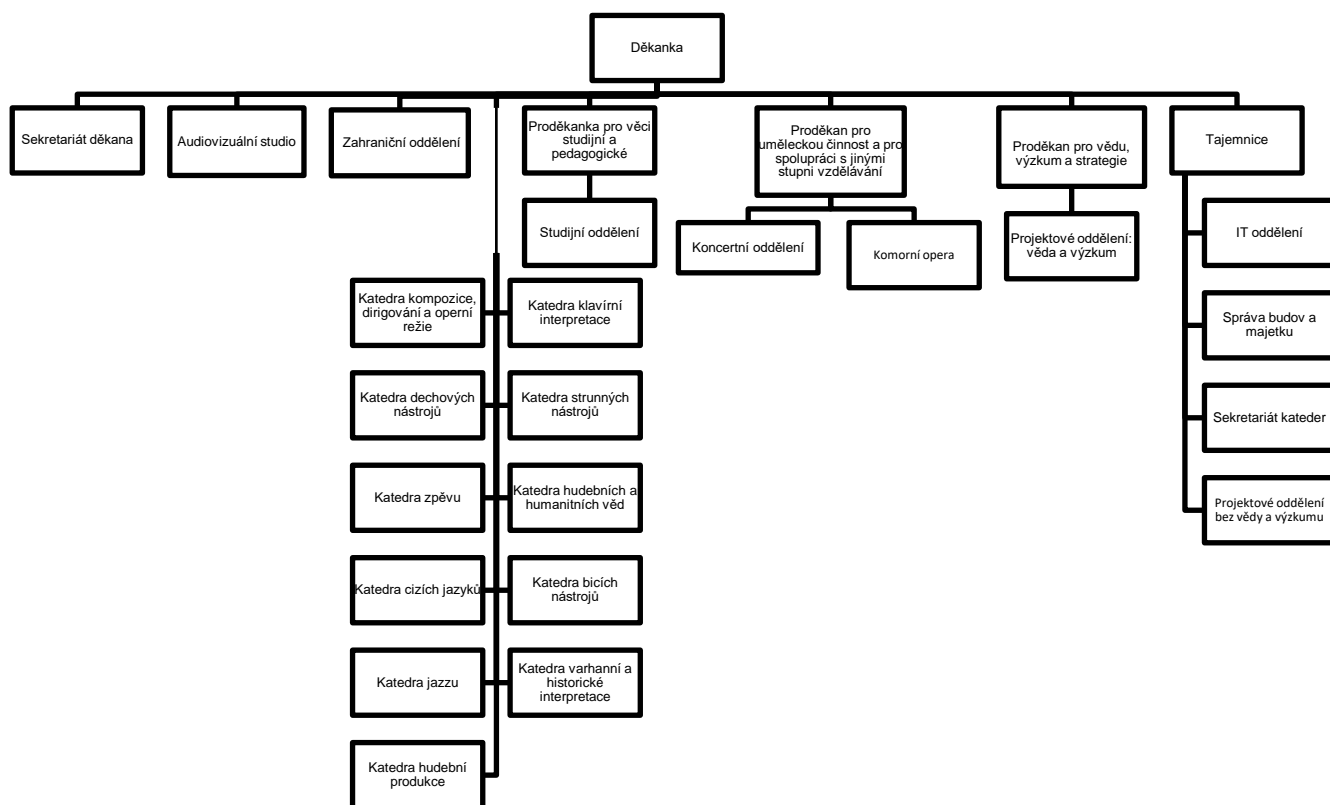 Děkanka
Sekretariát děkana
Audiovizuální studio
Zahraniční oddělení
Proděkanka pro věci
studijní a
pedagogické
Proděkan pro
uměleckou činnost a pro
spolupráci s jinými
stupni vzdělávání
Proděkan pro vědu,
výzkum a strategie
Tajemnice
Studijní oddělení
Koncertní oddělení
Komorní opera
Projektové oddělení:
věda a výzkum
IT oddělení
Správa budov a
majetku
Sekretariát kateder
Projektové oddělení
bez vědy a výzkumu
Katedra kompozice,
dirigování a operní
režie
Katedra klavírní
interpretace
Katedra dechových
nástrojů
Katedra strunných
nástrojů
Katedra zpěvu
Katedra hudebních a
humanitních věd
Katedra cizích jazyků
Katedra bicích
nástrojů
Katedra jazzu
Katedra varhanní a
historické
interpretace
Katedra hudební
produkce